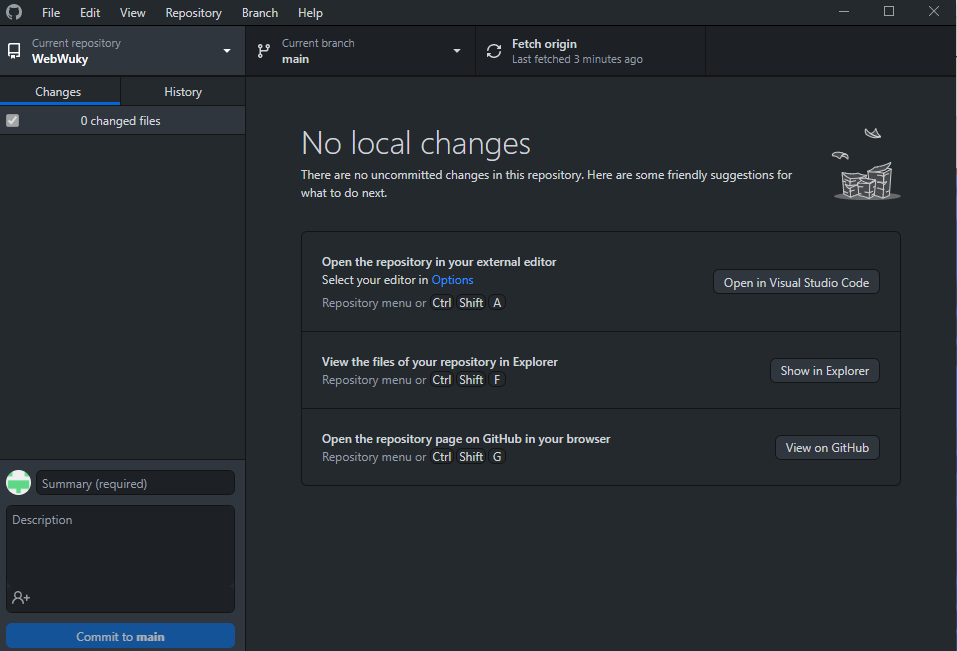 File Edit View Repository Branch Help
Current repository
WebWuky
Current branch
main
Fetch origin
Last fetched 3 minutes ago
Changes
History
0 changed files
No local changes
There are no uncommitted changes in this repository. Here are some friendly suggestions for
what to do next.
Open the repository in your external editor
Select your editor in Options
Repository menu or Ctrl Shift A
Open in Visual Studio Code
View the files of your repository in Explorer
Repository menu or Ctrl Shift F
Show in Explorer
Open the repository page on GitHub in your browser
Repository menu or Ctrl Shift G
View on GitHub
Summary (required)
Description
Commit to main